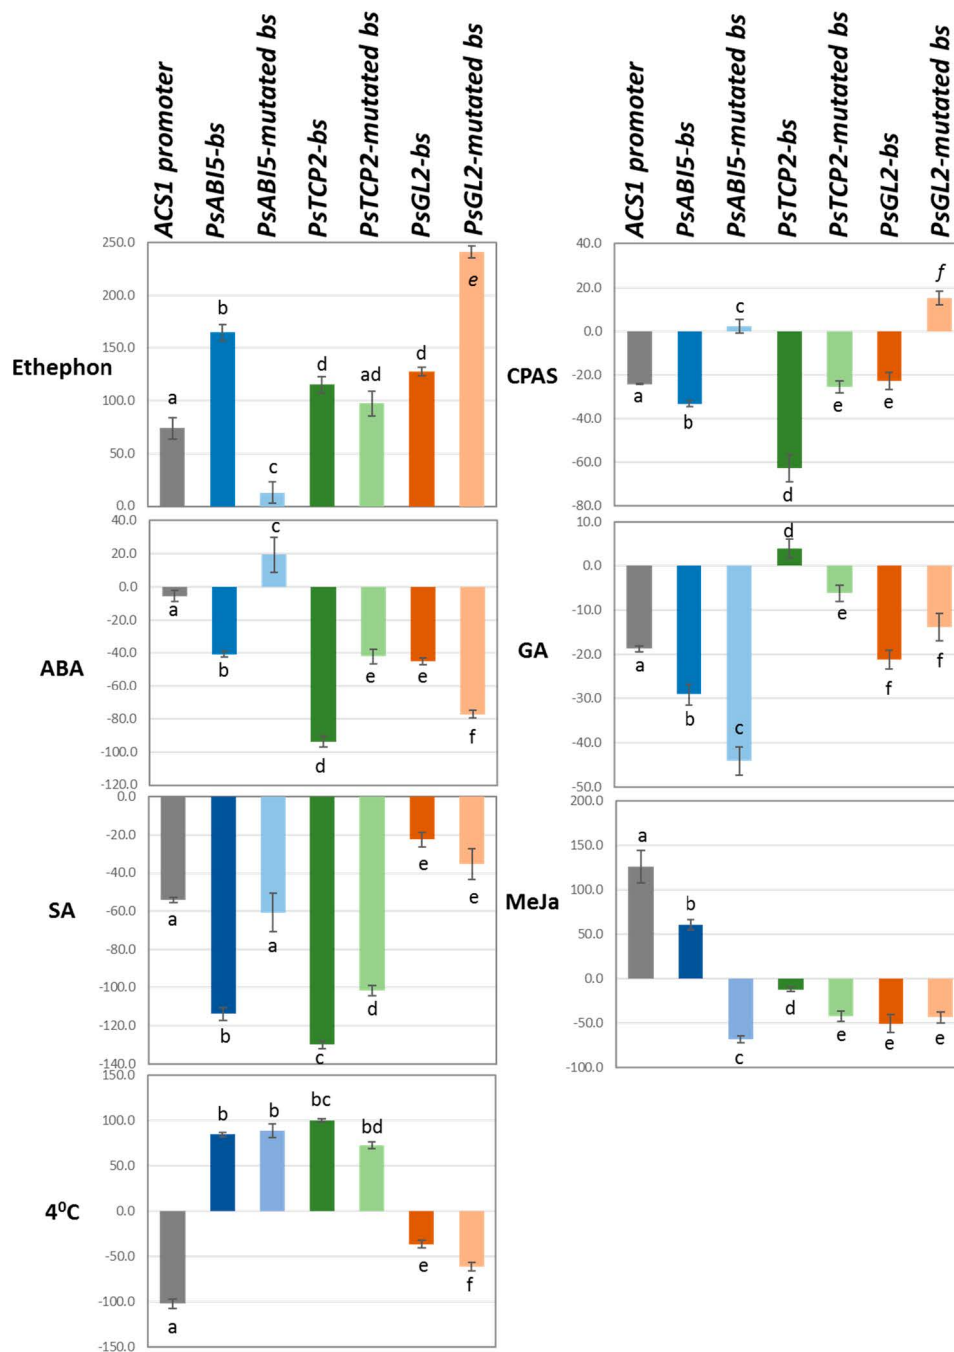 ACS1 promoter
PsABI5-bs
PsABI5-mutated bs
PsTCP2-bs
PsTCP2-mutated bs
PsGL2-bs
PsGL2-mutated bs
ACS1 promoter
PsABI5-bs
PsABI5-mutated bs
PsTCP2-bs
PsTCP2-mutated bs
PsGL2-bs
PsGL2-mutated bs
Ethephon
250.0
200.0
150.0
100.0
50.0
0.0
a
b
c
d
ad
d
e
CPAS
40.0
20.0
0.0
-20.0
-40.0
-60.0
-80.0
a
b
c
d
e
e
f
ABA
40.0
20.0
0.0
-20.0
-40.0
-60.0
-80.0
-100.0
-120.0
a
b
c
d
e
e
f
GA
10.0
0.0
-10.0
-20.0
-30.0
-40.0
-50.0
a
b
c
d
e
f
f
SA
0.0
-20.0
-40.0
-60.0
-80.0
-100.0
-120.0
-140.0
a
b
a
c
d
e
e
MeJa
200.0
150.0
100.0
50.0
0.0
-50.0
-100.0
a
b
c
d
e
e
e
4⁰C
150.0
100.0
50.0
0.0
-50.0
-100.0
-150.0
a
b
b
bc
bd
e
f